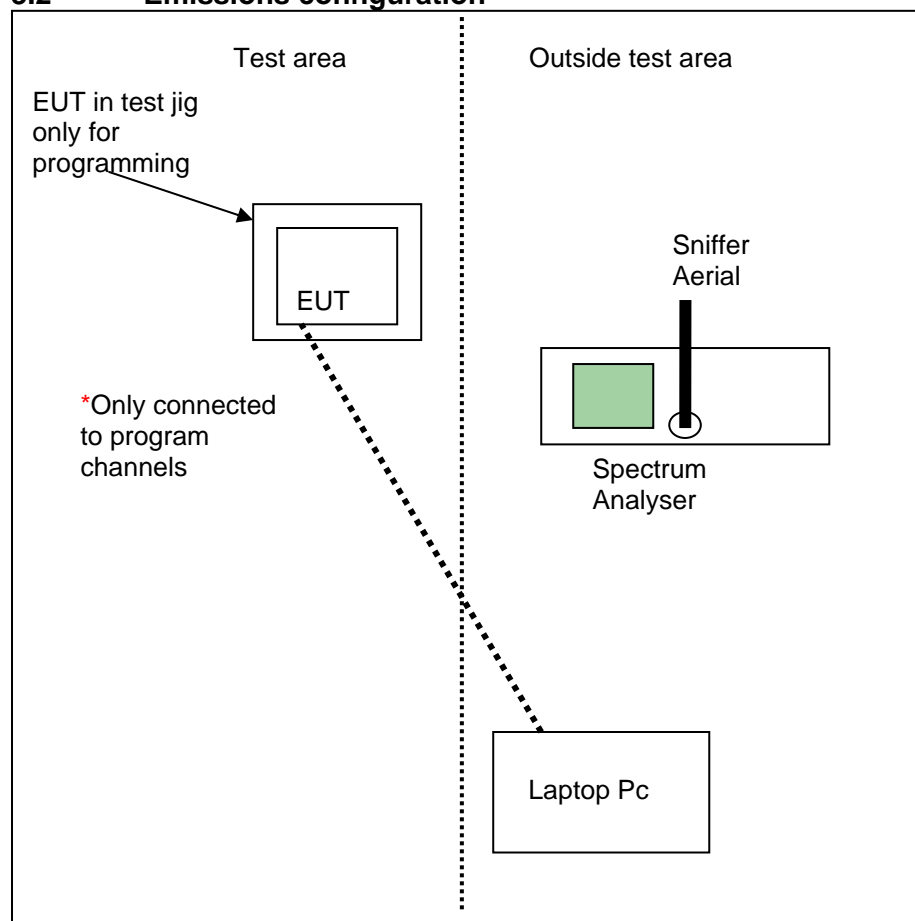 Emissions configuration
Test area
Outside test area
EUT in test jig
only for
programming
Sniffer
Aerial
EUT
*Only connected
to program
channels
Spectrum
Analyser
Laptop Pc